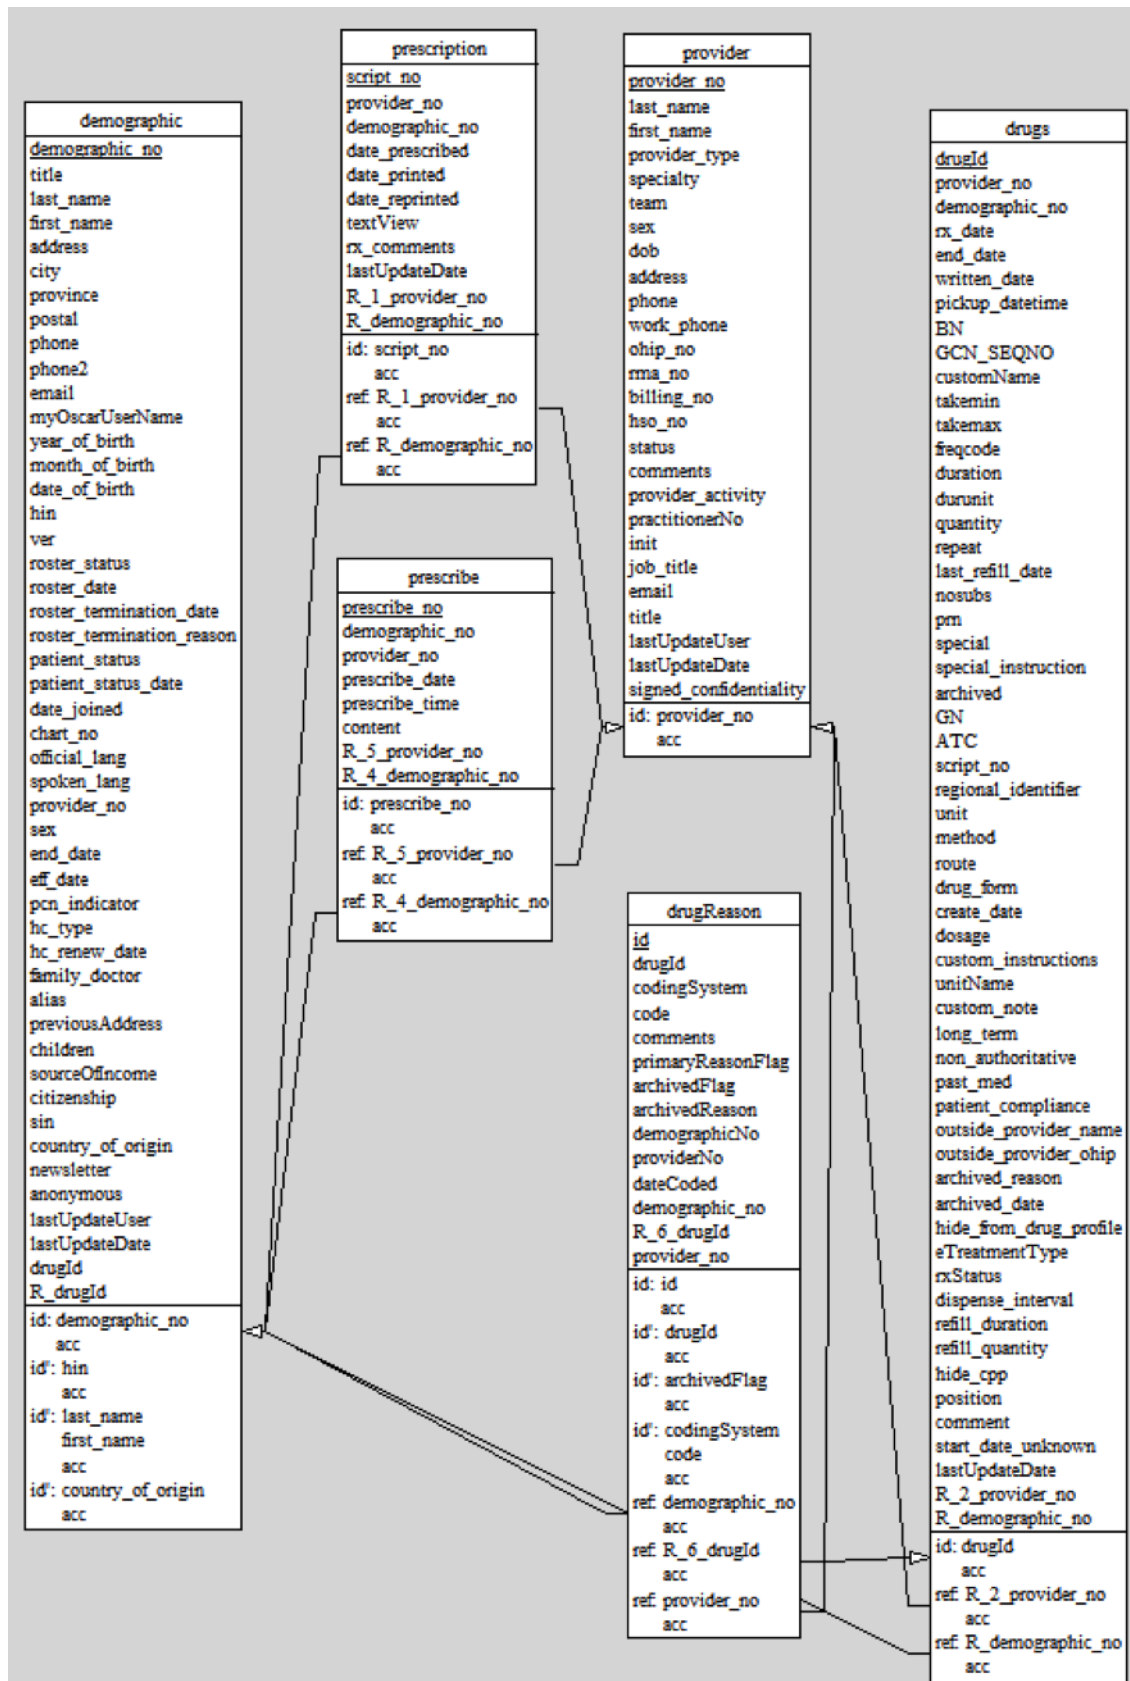 demographic
demographic_no
title
last_name
first_name
address
city
province
postal
phone
phone2
email
myOscarUserName
year_of_birth
month_of_birth
date_of_birth
hin
ver
roster_status
roster_date
roster_termination_date
roster_termination_reason
patient_status
patient_status_date
date_joined
chart_no
official_lang
spoken_lang
provider_no
sex
end_date
eff_date
pcn_indicator
hc_type
hc_renew_date
family_doctor
alias
previousAddress
children
sourceOfIncome
citizenship
sin
country_of_origin
newsletter
anonymous
lastUpdateUser
lastUpdateDate
drugId
R_drugId
id: demographic_no
acc
id': hin
acc
id': last_name
first_name
acc
id': country_of_origin
acc
prescription
script_no
provider_no
demographic_no
date_prescribed
date_printed
date_reprinted
textView
rx_comments
lastUpdateDate
R_1_provider_no
R_demographic_no
id: script_no
acc
ref: R_1_provider_no
acc
ref: R_demographic_no
acc
prescribe
prescribe_no
demographic_no
provider_no
prescribe_date
prescribe_time
content
R_5_provider_no
R_4_demographic_no
id: prescribe_no
acc
ref: R_5_provider_no
acc
ref: R_4_demographic_no
acc
provider
provider_no
last_name
first_name
provider_type
specialty
team
sex
dob
address
phone
work_phone
ohip_no
rma_no
billing_no
hso_no
status
comments
provider_activity
practitionerNo
init
job_title
email
title
lastUpdateUser
lastUpdateDate
signed_confidentiality
id: provider_no
acc
drugReason
id
drugId
codingSystem
code
comments
primaryReasonFlag
archivedFlag
archivedReason
demographicNo
providerNo
dateCoded
demographic_no
R_6_drugId
provider_no
id: id
acc
id': drugId
acc
id': archivedFlag
acc
id': codingSystem
code
acc
ref: demographic_no
acc
ref: R_6_drugId
acc
ref: provider_no
acc
drugs
drugId
provider_no
demographic_no
rx_date
end_date
written_date
pickup_datetime
BN
GCN_SEQNO
customName
takemin
takemax
freqcode
duration
durunit
quantity
repeat
last_refill_date
nosubs
prn
special
special_instruction
archived
GN
ATC
script_no
regional_identifier
unit
method
route
drug_form
create_date
dosage
custom_instructions
unitName
custom_note
long_term
non_authoritative
past_med
patient_compliance
outside_provider_name
outside_provider_ohip
archived_reason
archived_date
hide_from_drug_profile
eTreatmentType
rxStatus
dispense_interval
refill_duration
refill_quantity
hide_cpp
position
comment
start_date_unknown
lastUpdateDate
R_2_provider_no
R_demographic_no
id: drugId
acc
ref: R_2_provider_no
acc
ref: R_demographic_no
acc